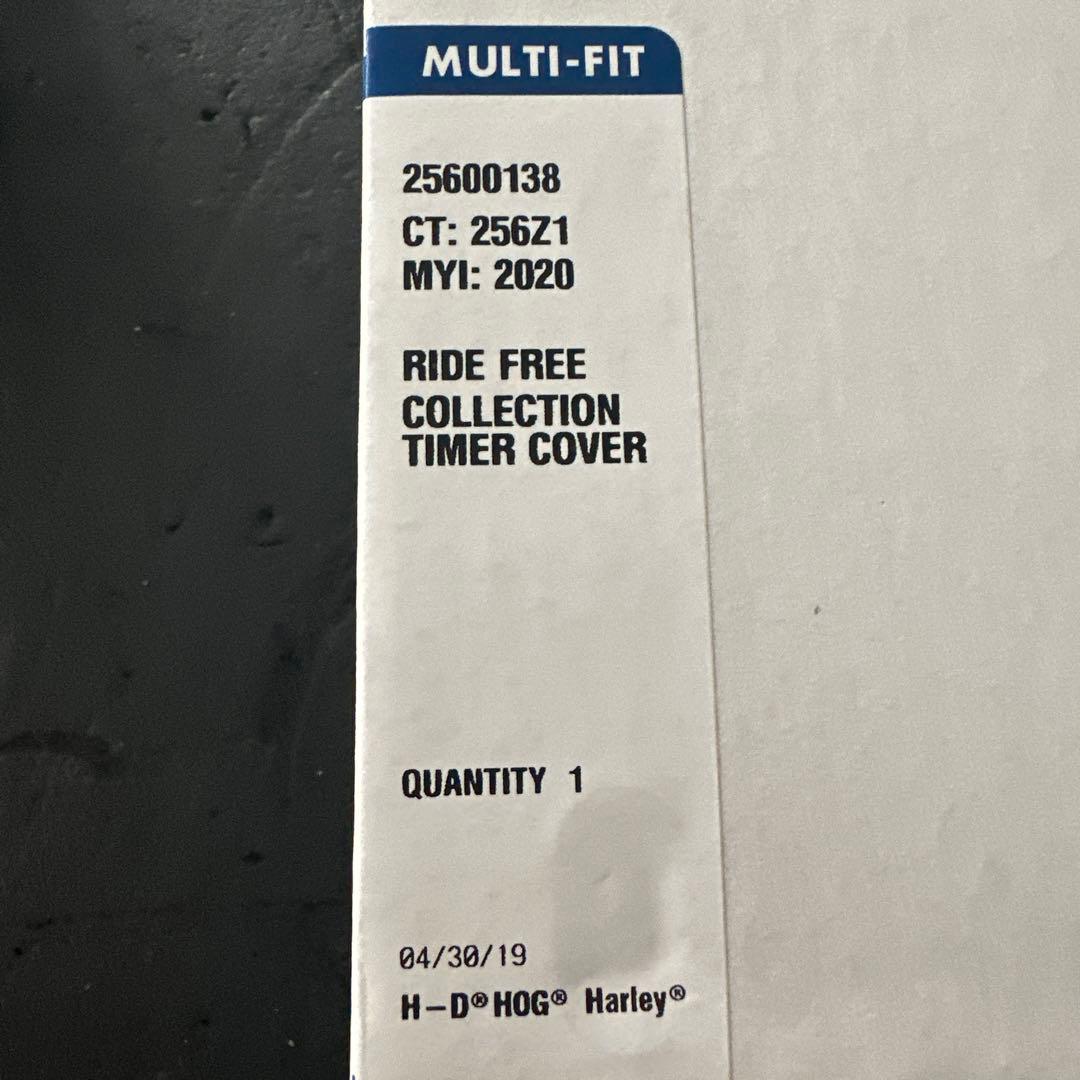 MULTI-FIT
25600138
CT: 256Z1
MYI: 2020
RIDE FREE
COLLECTION
TIMER COVER
QUANTITY 1
04/30/19
H–D® HOG® Harley®